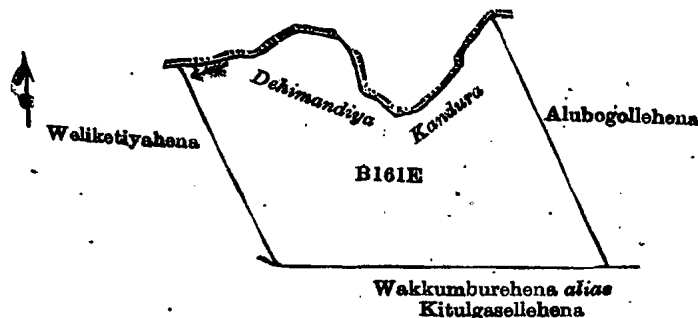 Dehimandiya Kandura
Weliketiyahena
Alubogollehena
B161E
Wakkumburehena alias
Kitulgasellehena